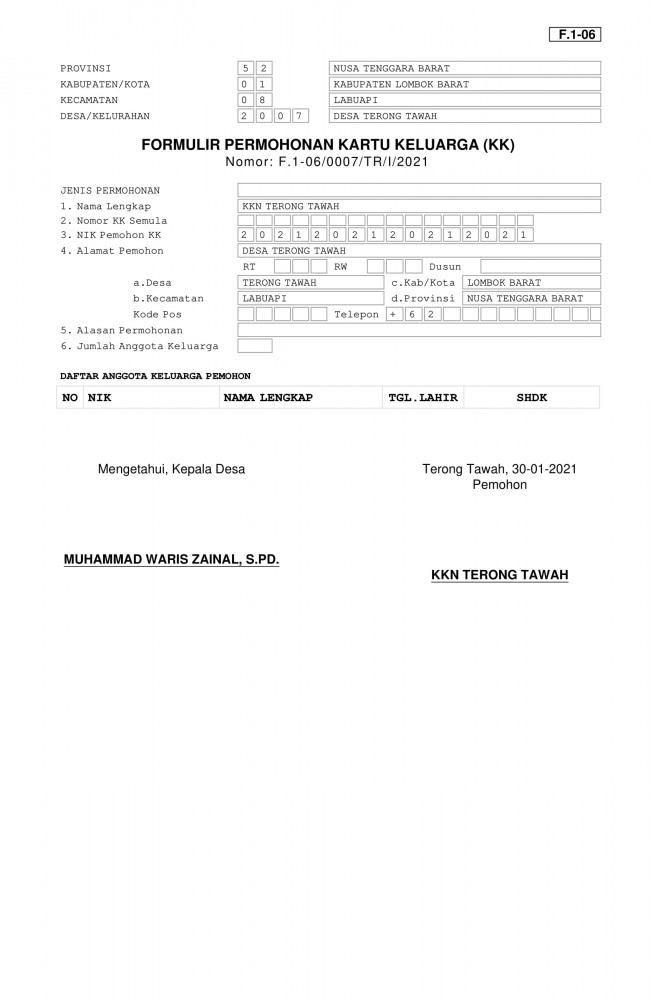 F.1-06
PROVINSI 5 2 NUSA TENGGARA BARAT
KABUPATEN/KOTA 0 1 KABUPATEN LOMBOK BARAT
KECAMATAN 0 8 LABUAPI
DESA/KELURAHAN 2 0 0 7 DESA TERONG TAWAH
FORMULIR PERMOHONAN KARTU KELUARGA (KK)
Nomor: F.1-06/0007/TR/I/2021
JENIS PERMOHONAN
1. Nama Lengkap KKN TERONG TAWAH
2. Nomor KK Semula
3. NIK Pemohon KK 2 0 2 1 2 0 2 1 2 0 2 1 2 0 2 1
4. Alamat Pemohon DESA TERONG TAWAH
RT RW Dusun
a.Desa TERONG TAWAH c.Kab/Kota LOMBOK BARAT
b.Kecamatan LABUAPI d.Provinsi NUSA TENGGARA BARAT
Kode Pos Telepon + 6 2
5. Alasan Permohonan
6. Jumlah Anggota Keluarga
DAFTAR ANGGOTA KELUARGA PEMOHON
NO NIK NAMA LENGKAP TGL.LAHIR SHDK
Mengetahui, Kepala Desa Terong Tawah, 30-01-2021
Pemohon
MUHAMMAD WARIS ZAINAL, S.PD.
KKN TERONG TAWAH